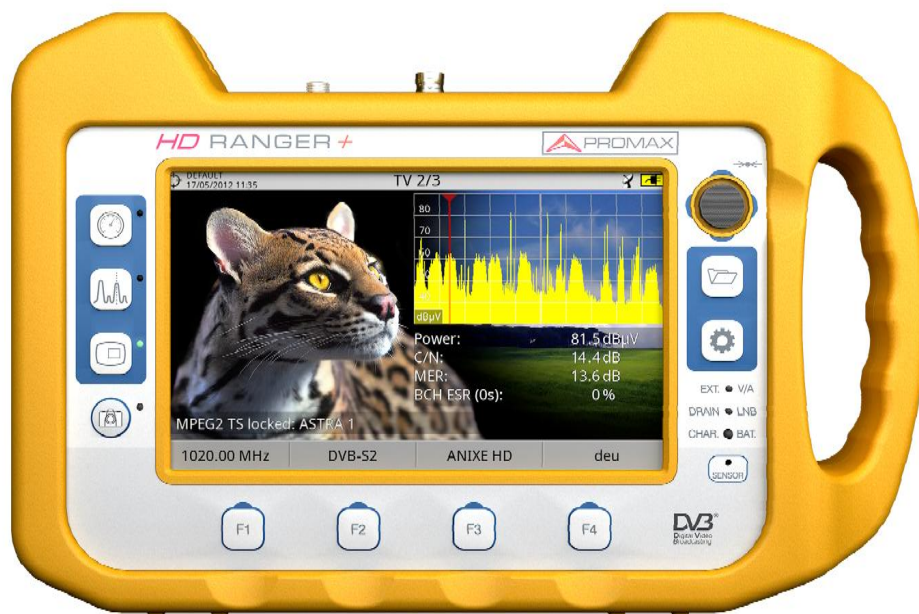 HD RANGER +
PROMAX
DEFAULT
17/05/2012 11:35
TV 2/3
80
70
60
dBµV
Power: 81.5 dBµV
C/N: 14.4 dB
MER: 13.6 dB
BCH ESR (0s): 0 %
MPEG2 TS locked: ASTRA 1
1020.00 MHz DVB-S2 ANIXE HD deu
EXT. V/A
DRAIN LNB
CHAR. BAT.
SENSOR
F1 F2 F3 F4
DVB®
Digital Video
Broadcasting